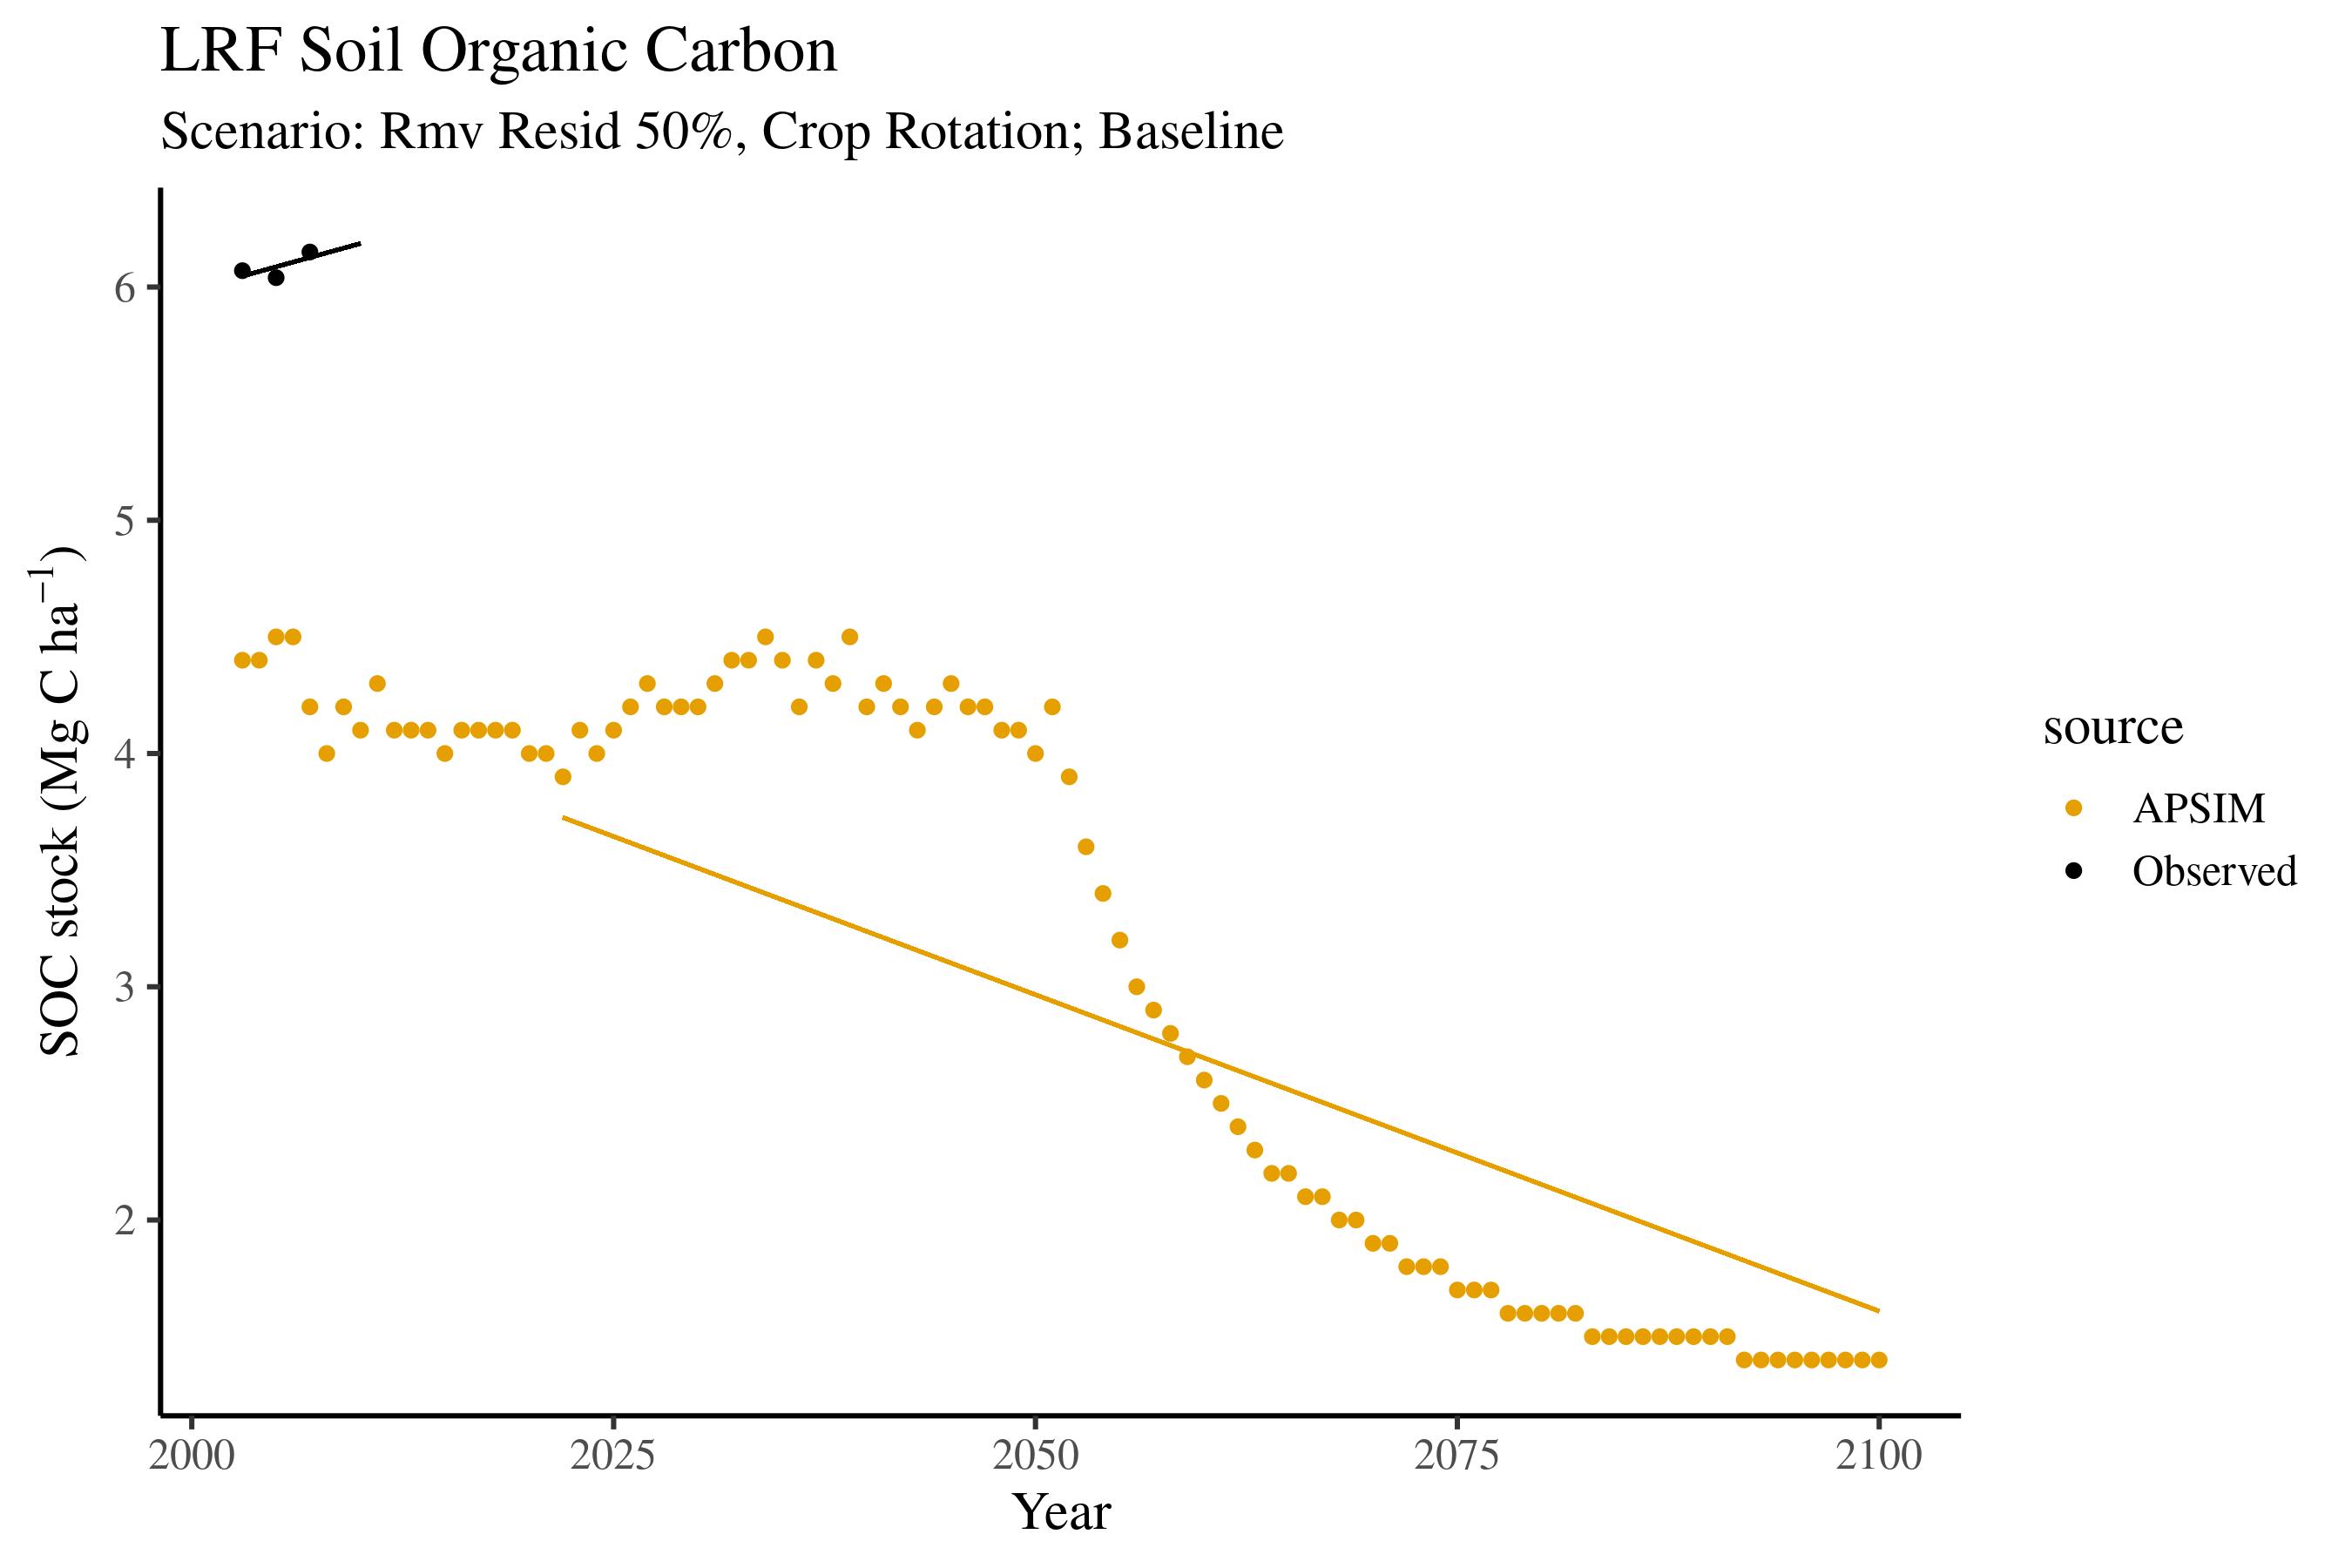 LRF Soil Organic Carbon
Scenario: Rmv Resid 50%, Crop Rotation; Baseline
SOC stock (Mg C ha⁻¹)
6
5
4
3
2
2000
2025
2050
2075
2100
Year
source
APSIM
Observed